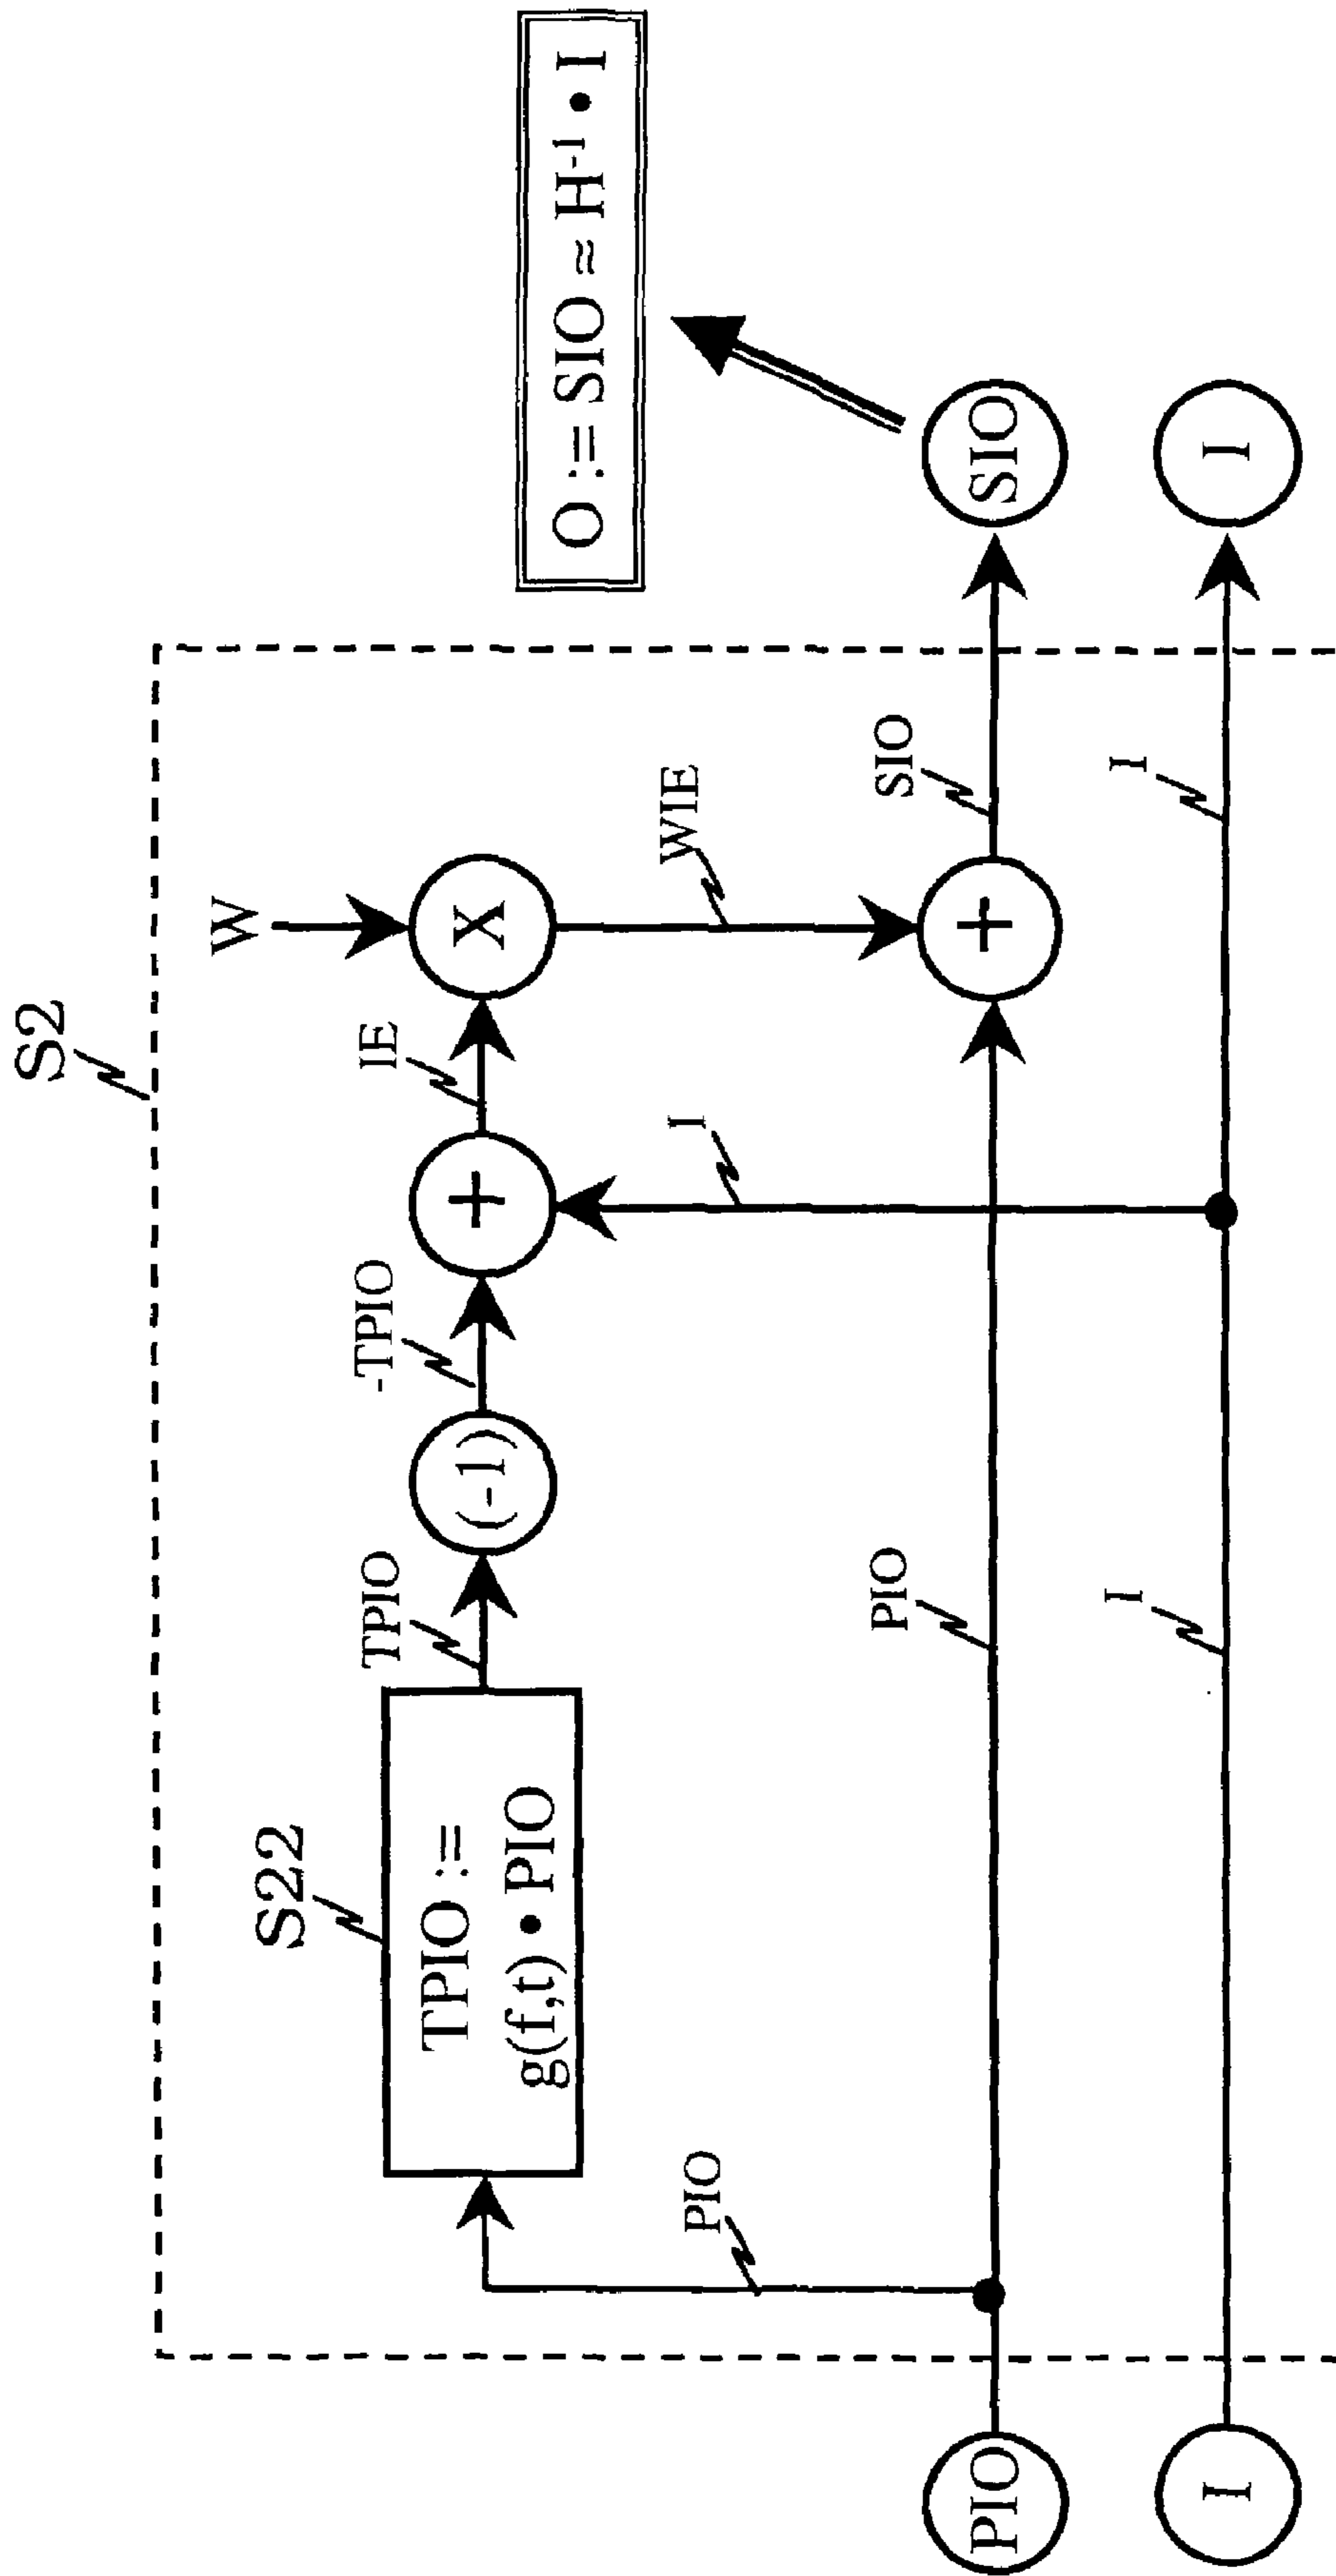 S2
S22
W
TPIO :=
g(f,t) • PIO
TPIO
(-1)
-TPIO
+
IE
X
O := SIO ≈ H⁻¹ • I
PIO
I
WIE
PIO
PIO
+
SIO
SIO
I
I
I
I